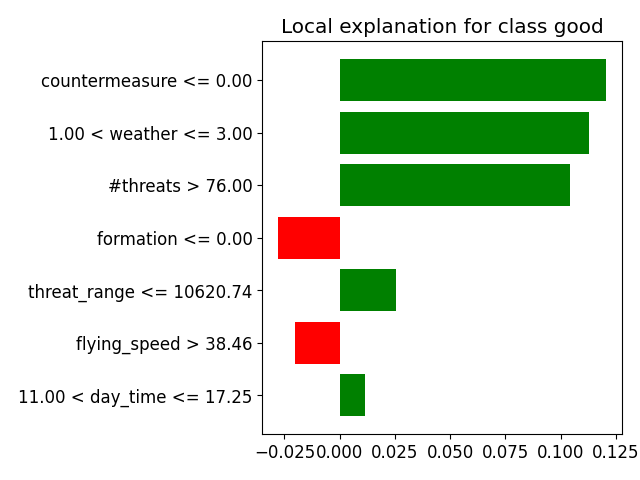 Local explanation for class good
countermeasure <= 0.00
1.00 < weather <= 3.00
#threats > 76.00
formation <= 0.00
threat_range <= 10620.74
flying_speed > 38.46
11.00 < day_time <= 17.25
−0.025 0.000 0.025 0.050 0.075 0.100 0.125